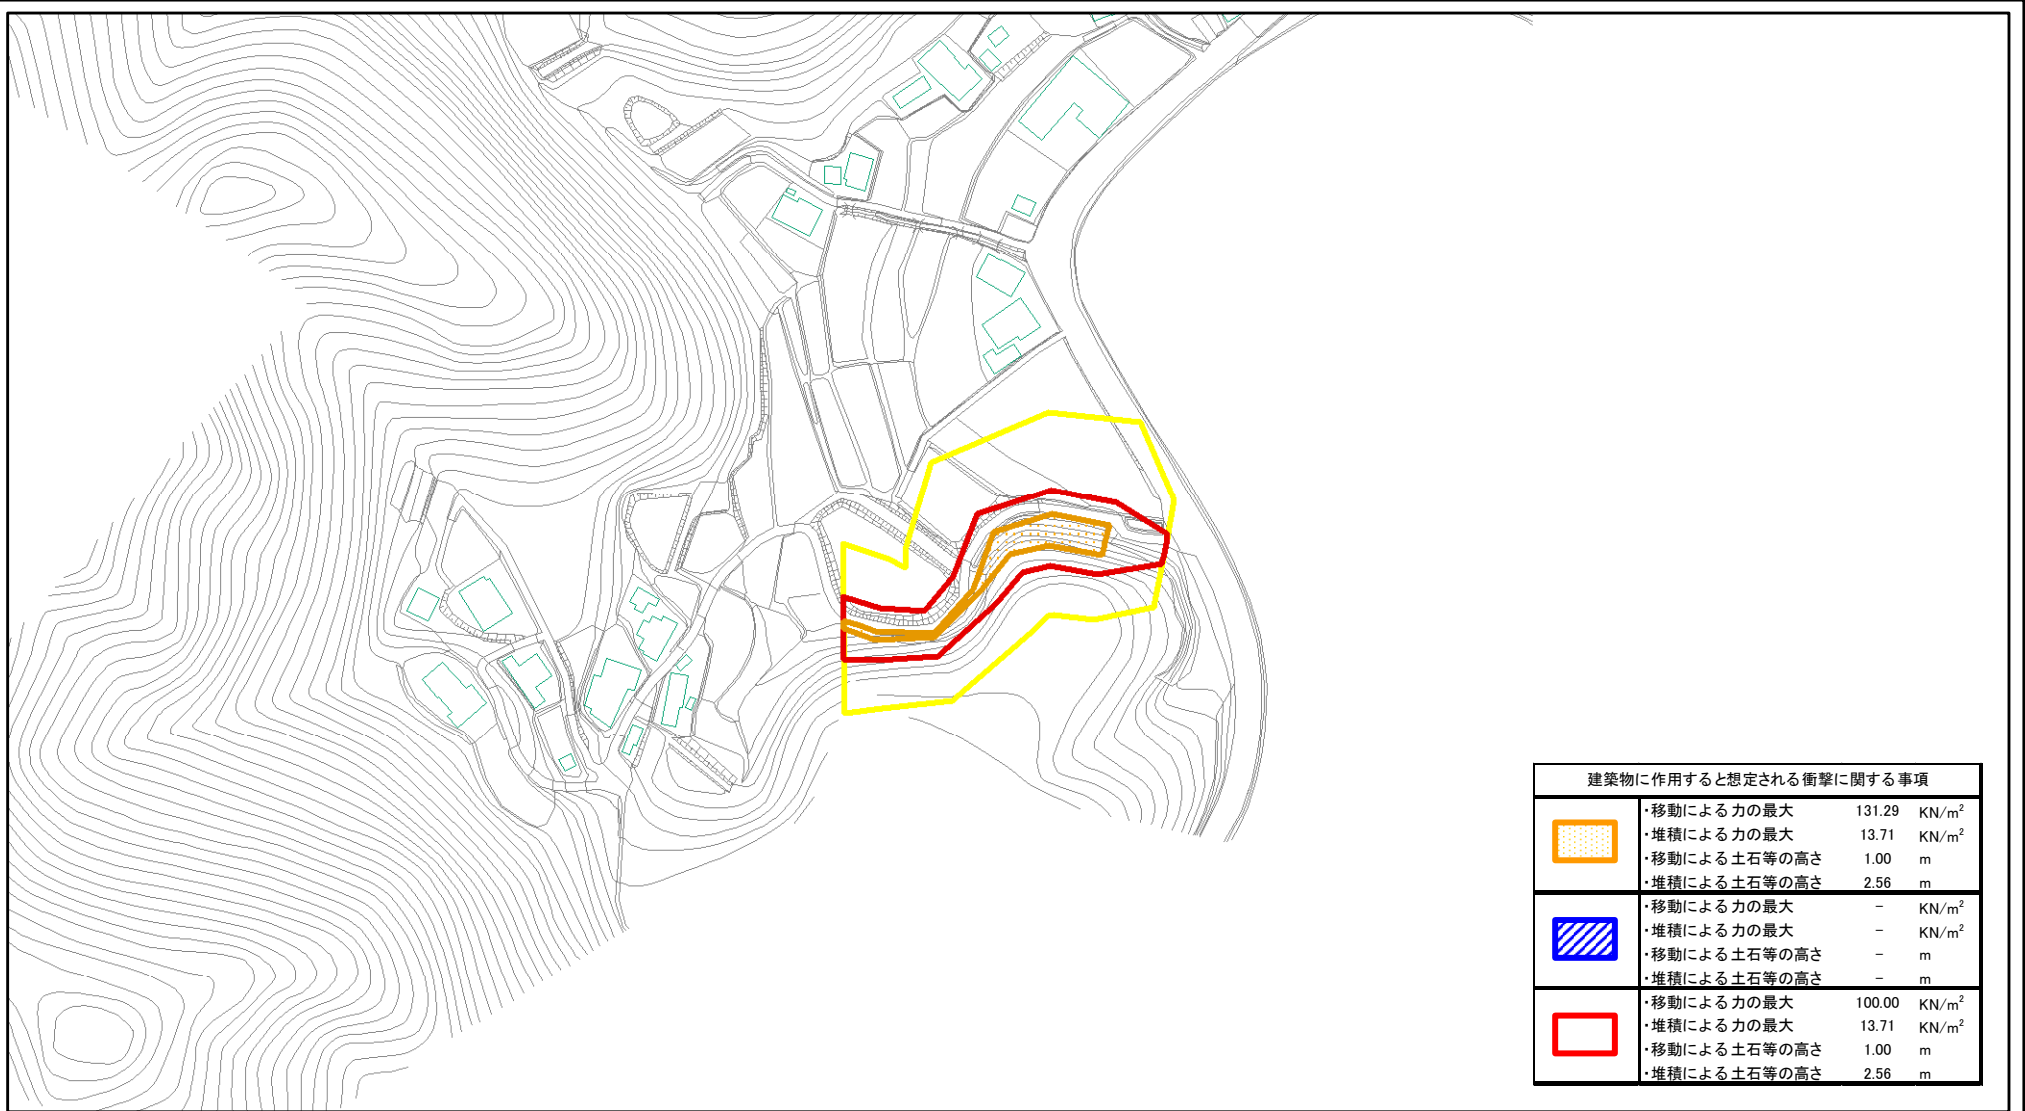 建築物に作用すると想定される衝撃に関する事項
・移動による力の最大 131.29 KN/m²
・堆積による力の最大 13.71 KN/m²
・移動による土石等の高さ 1.00 m
・堆積による土石等の高さ 2.56 m
・移動による力の最大 － KN/m²
・堆積による力の最大 － KN/m²
・移動による土石等の高さ － m
・堆積による土石等の高さ － m
・移動による力の最大 100.00 KN/m²
・堆積による力の最大 13.71 KN/m²
・移動による土石等の高さ 1.00 m
・堆積による土石等の高さ 2.56 m